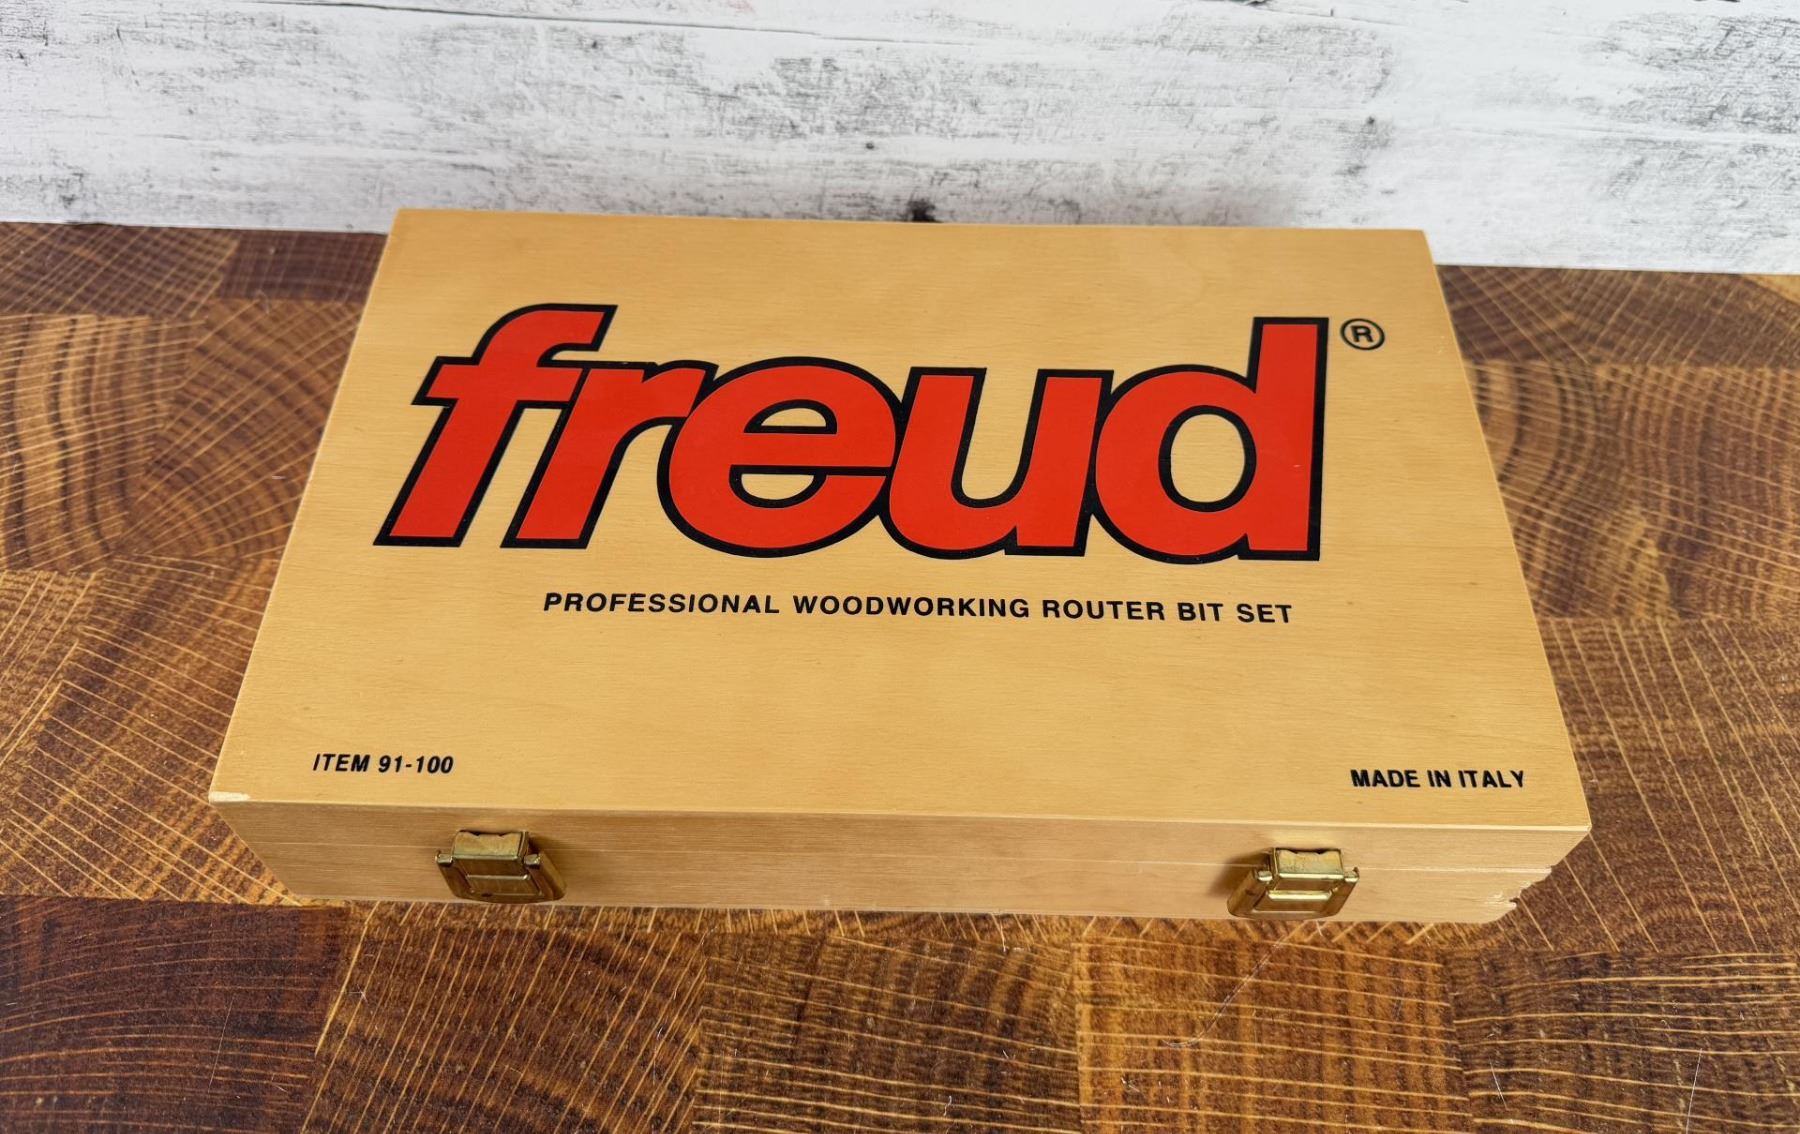 freud®
PROFESSIONAL WOODWORKING ROUTER BIT SET
ITEM 91-100
MADE IN ITALY